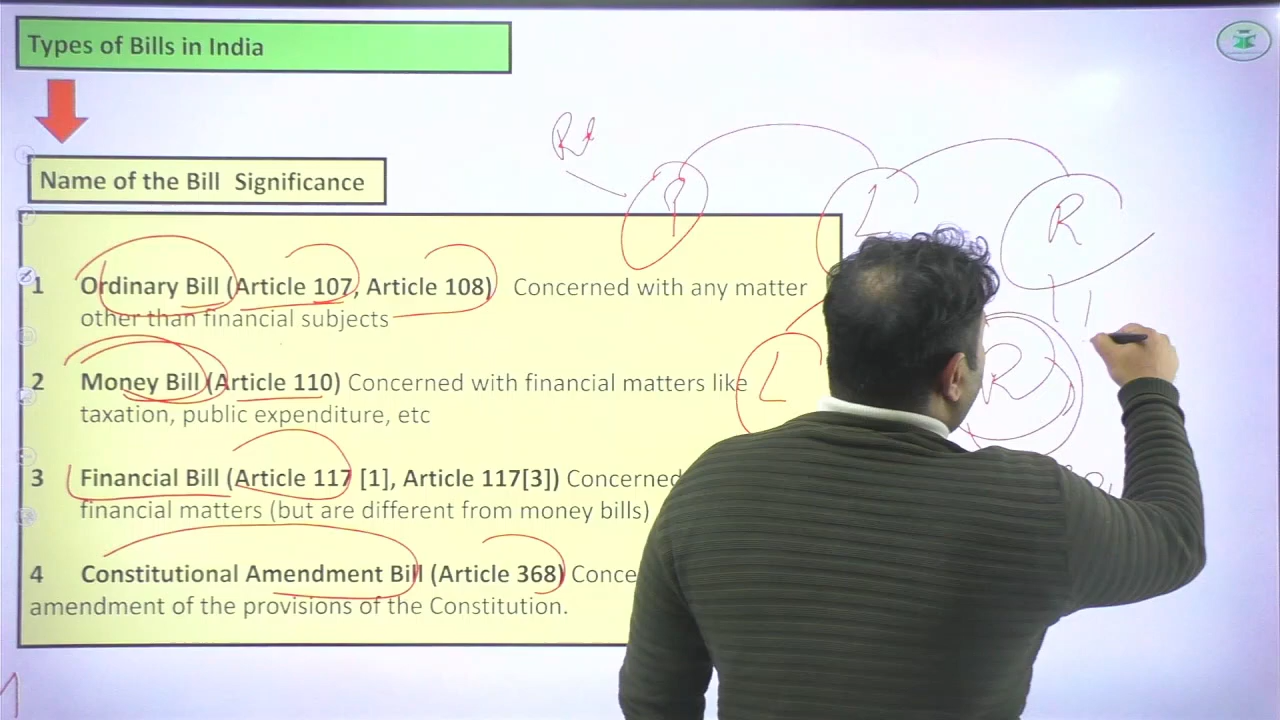 Types of Bills in India
Name of the Bill Significance
1 Ordinary Bill (Article 107, Article 108) Concerned with any matter
other than financial subjects
2 Money Bill (Article 110) Concerned with financial matters like
taxation, public expenditure, etc
3 Financial Bill (Article 117 [1], Article 117[3]) Concerned
financial matters (but are different from money bills)
4 Constitutional Amendment Bill (Article 368)
amendment of the provisions of the Constitution.
P L R
L R